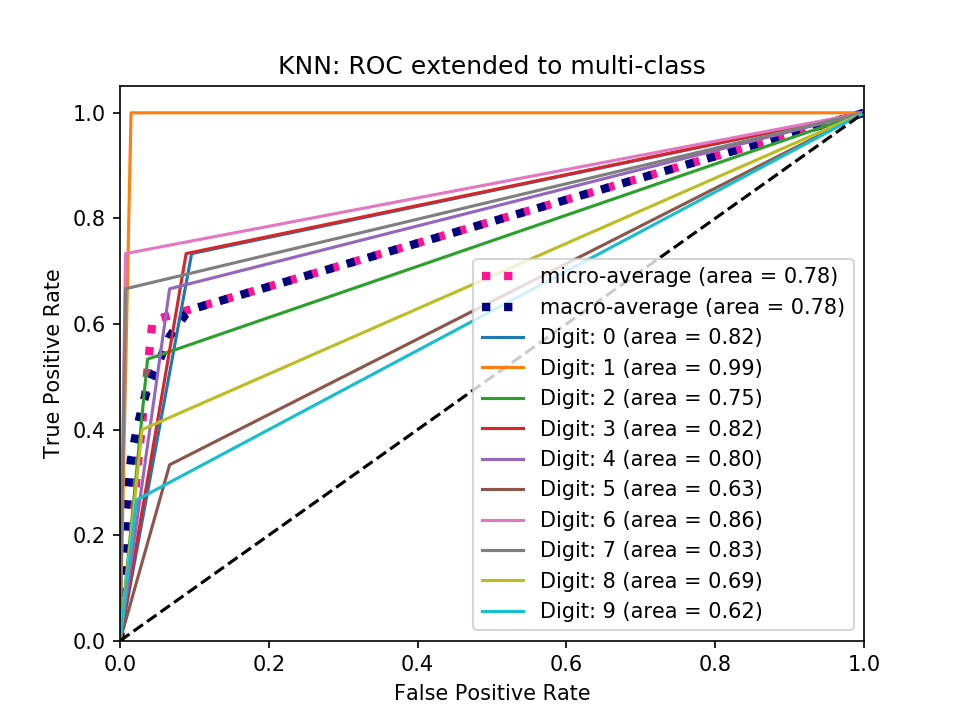 KNN: ROC extended to multi-class
True Positive Rate
1.0
0.8
0.6
0.4
0.2
0.0
micro-average (area = 0.78)
macro-average (area = 0.78)
Digit: 0 (area = 0.82)
Digit: 1 (area = 0.99)
Digit: 2 (area = 0.75)
Digit: 3 (area = 0.82)
Digit: 4 (area = 0.80)
Digit: 5 (area = 0.63)
Digit: 6 (area = 0.86)
Digit: 7 (area = 0.83)
Digit: 8 (area = 0.69)
Digit: 9 (area = 0.62)
0.0 0.2 0.4 0.6 0.8 1.0
False Positive Rate